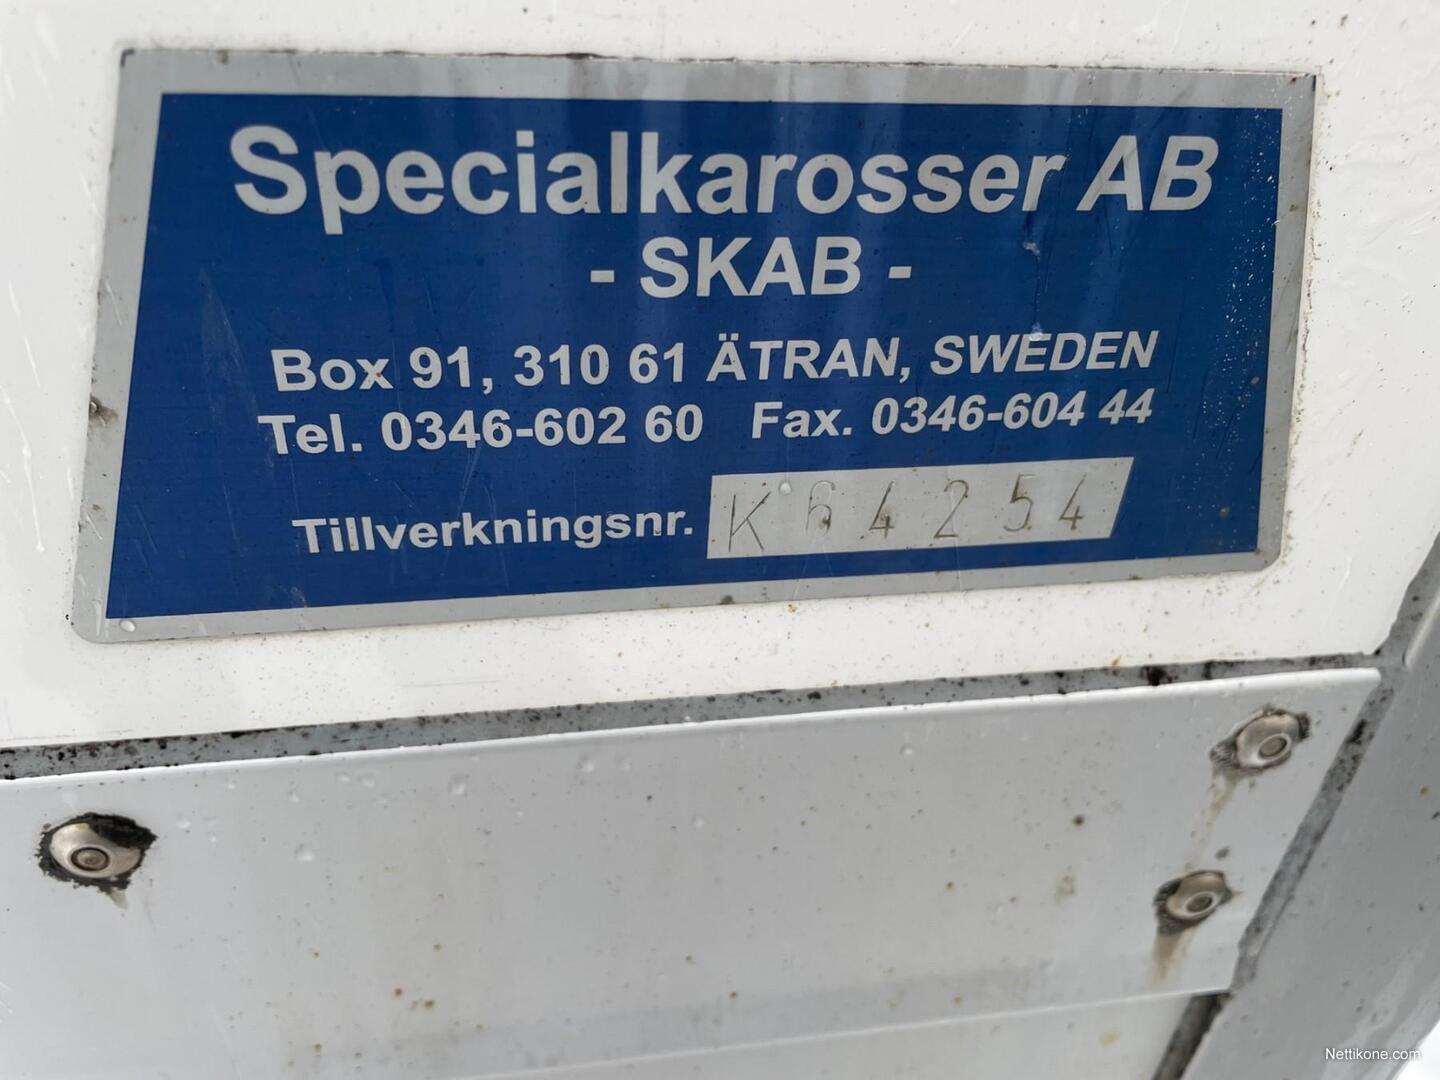 Specialkarosser AB
- SKAB -
Box 91, 310 61 ÄTRAN, SWEDEN
Tel. 0346-602 60 Fax. 0346-604 44
Tillverkningsnr. K64254
Nettikone.com